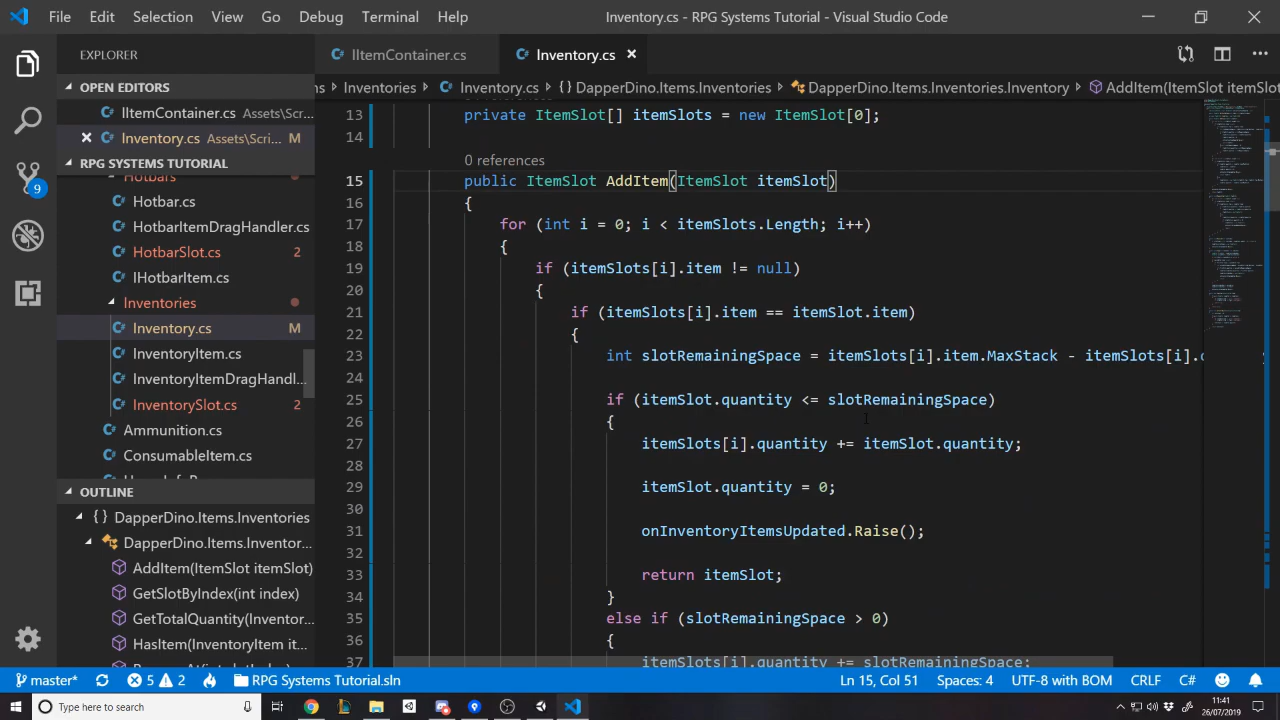 File Edit Selection View Go Debug Terminal Help Inventory.cs - RPG Systems Tutorial - Visual Studio Code
EXPLORER IItemContainer.cs Inventory.cs
OPEN EDITORS Inventories Inventory.cs {} DapperDino.Items.Inventories DapperDino.Items.Inventories.Inventory AddItem(ItemSlot itemSlot)
IItemContainer.cs Assets\Scr...
Inventory.cs Assets\Scri... M
RPG SYSTEMS TUTORIAL
Hotbars
Hotbar.cs
HotbarItemDragHandler.cs
HotbarSlot.cs 2
IHotbarItem.cs
Inventories
Inventory.cs M
InventoryItem.cs
InventoryItemDragHandl...
InventorySlot.cs 2
Ammunition.cs
ConsumableItem.cs
OUTLINE
{} DapperDino.Items.Inventories
DapperDino.Items.Inventor...
AddItem(ItemSlot itemSlot)
GetSlotByIndex(int index)
GetTotalQuantity(Inventor...
HasItem(InventoryItem it...
9
13 private ItemSlot[] itemSlots = new ItemSlot[0];
14
0 references
15 public ItemSlot AddItem(ItemSlot itemSlot)
16 {
17 for (int i = 0; i < itemSlots.Length; i++)
18 {
19 if (itemSlots[i].item != null)
20 {
21 if (itemSlots[i].item == itemSlot.item)
22 {
23 int slotRemainingSpace = itemSlots[i].item.MaxStack - itemSlots[i].
24
25 if (itemSlot.quantity <= slotRemainingSpace)
26 {
27 itemSlots[i].quantity += itemSlot.quantity;
28
29 itemSlot.quantity = 0;
30
31 onInventoryItemsUpdated.Raise();
32
33 return itemSlot;
34 }
35 else if (slotRemainingSpace > 0)
36 {
37 itemSlots[i].quantity += slotRemainingSpace;
master* 5 2 RPG Systems Tutorial.sln Ln 15, Col 51 Spaces: 4 UTF-8 with BOM CRLF C#
Type here to search 11:41
26/07/2019